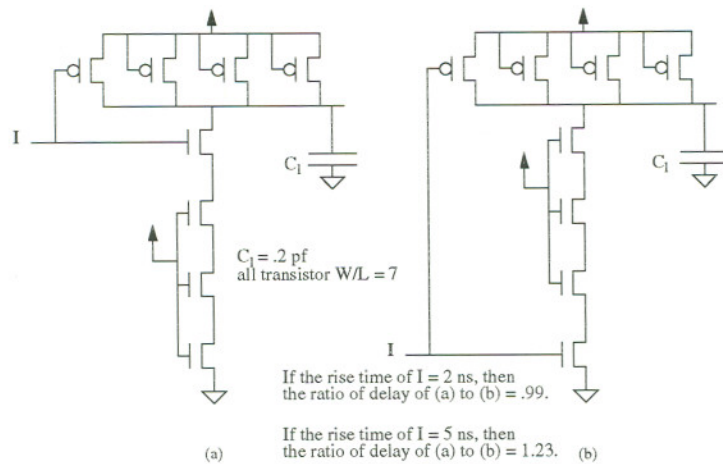 I
C₁
C₁
C₁ = .2 pf
all transistor W/L = 7
I
If the rise time of I = 2 ns, then
the ratio of delay of (a) to (b) = .99.
If the rise time of I = 5 ns, then
the ratio of delay of (a) to (b) = 1.23.
(a)
(b)